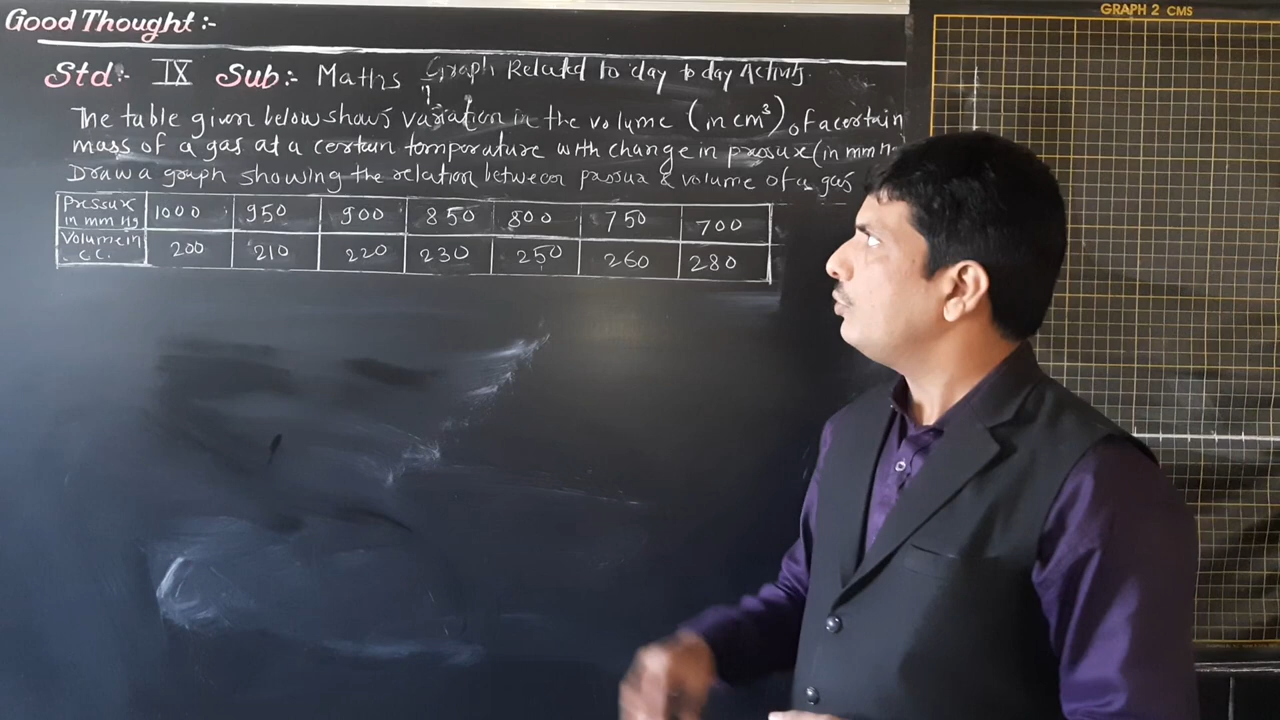 GRAPH 2 CMS
Good Thought :-
Std :- IX Sub :- Maths Graph Related to day to day Activity.
The table given below shows variation in the volume (in cm³) of a certain
mass of a gas at a certain temperature with change in pressure (in mm H
Draw a graph showing the relation between pressure & volume of a gas
Pressure in mm Hg 1000 950 900 850 800 750 700
Volume in c.c. 200 210 220 230 250 260 280